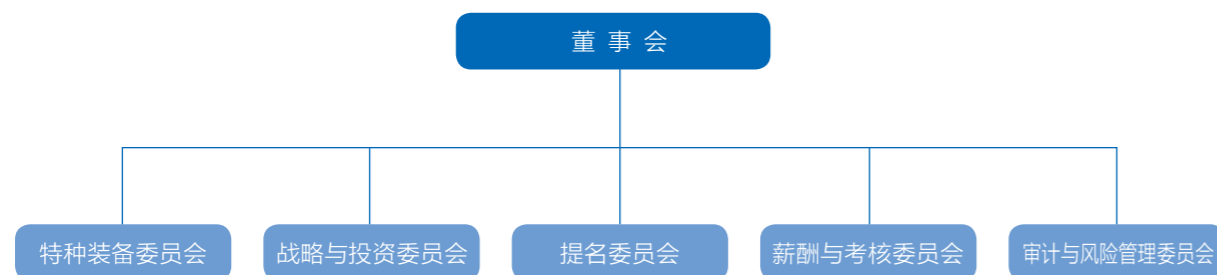 董事会
特种装备委员会
战略与投资委员会
提名委员会
薪酬与考核委员会
审计与风险管理委员会